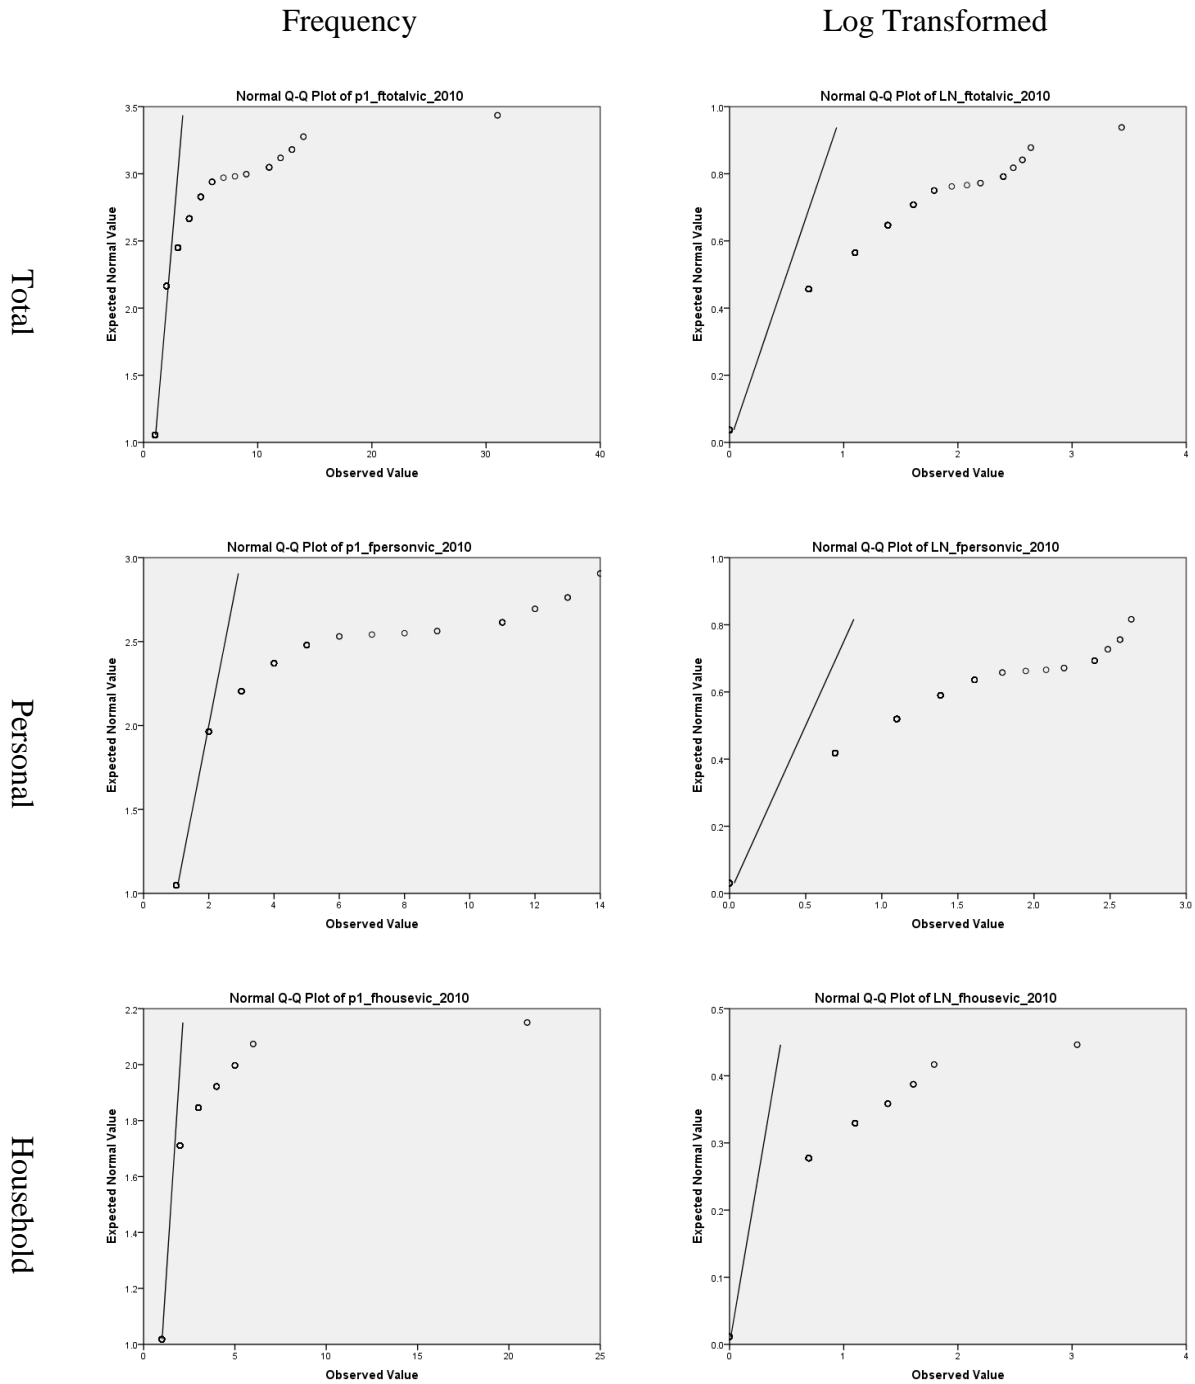 Frequency
Log Transformed
Total
Normal Q-Q Plot of p1_ftotalvic_2010
Expected Normal Value
3.5
3.0
2.5
2.0
1.5
1.0
0 10 20 30 40
Observed Value
Normal Q-Q Plot of LN_ftotalvic_2010
Expected Normal Value
1.0
0.8
0.6
0.4
0.2
0.0
0 1 2 3 4
Observed Value
Personal
Normal Q-Q Plot of p1_fpersonvic_2010
Expected Normal Value
3.0
2.5
2.0
1.5
1.0
0 2 4 6 8 10 12 14
Observed Value
Normal Q-Q Plot of LN_fpersonvic_2010
Expected Normal Value
1.0
0.8
0.6
0.4
0.2
0.0
0.0 0.5 1.0 1.5 2.0 2.5 3.0
Observed Value
Household
Normal Q-Q Plot of p1_fhousevic_2010
Expected Normal Value
2.2
2.0
1.8
1.6
1.4
1.2
1.0
0 5 10 15 20 25
Observed Value
Normal Q-Q Plot of LN_fhousevic_2010
Expected Normal Value
0.5
0.4
0.3
0.2
0.1
0.0
0 1 2 3 4
Observed Value